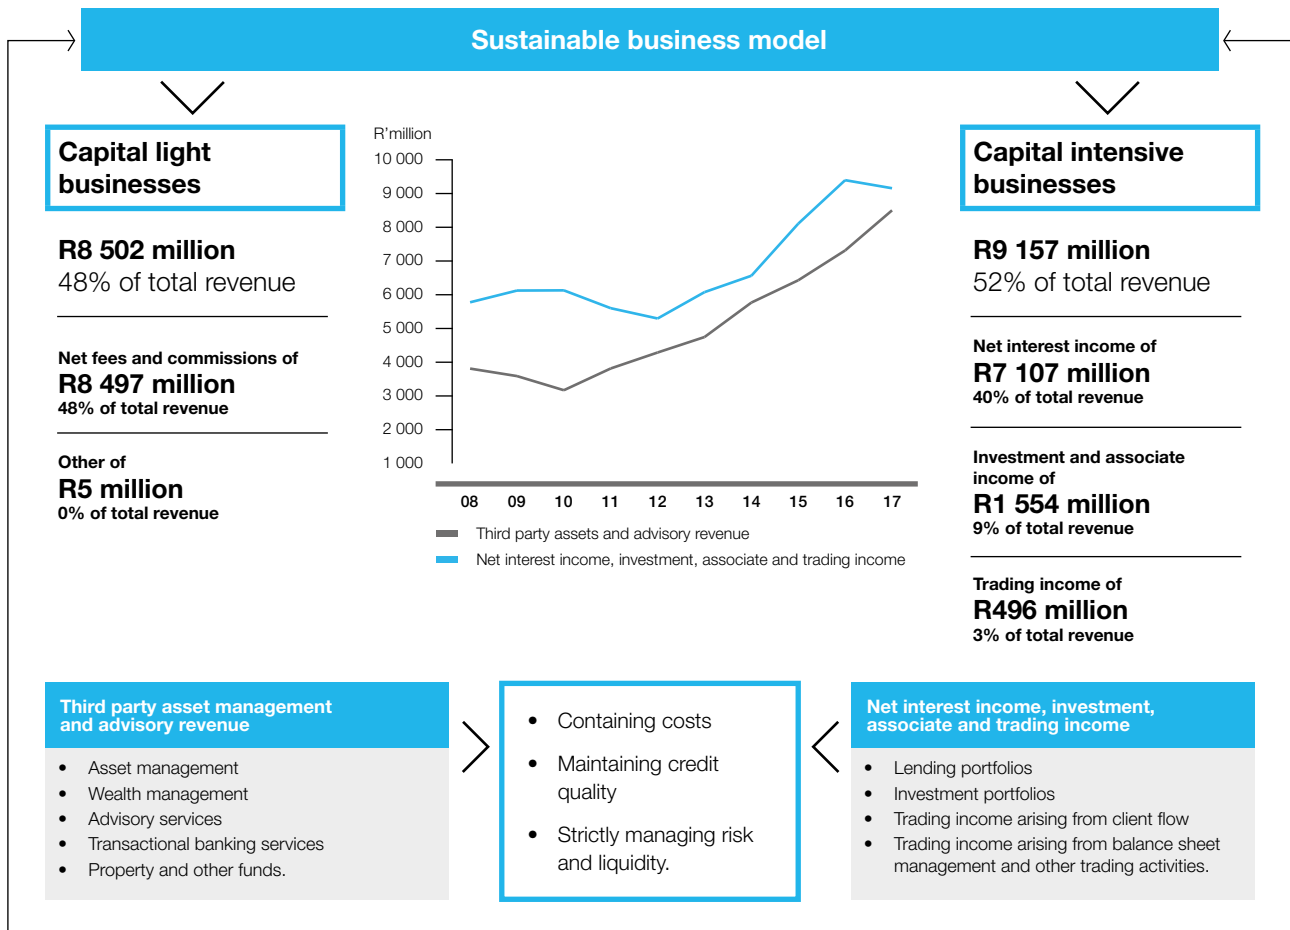 Sustainable business model
Capital light
businesses
R8 502 million
48% of total revenue
Net fees and commissions of
R8 497 million
48% of total revenue
Other of
R5 million
0% of total revenue
R'million
10 000
9 000
8 000
7 000
6 000
5 000
4 000
3 000
2 000
1 000
08 09 10 11 12 13 14 15 16 17
Third party assets and advisory revenue
Net interest income, investment, associate and trading income
Capital intensive
businesses
R9 157 million
52% of total revenue
Net interest income of
R7 107 million
40% of total revenue
Investment and associate
income of
R1 554 million
9% of total revenue
Trading income of
R496 million
3% of total revenue
Third party asset management
and advisory revenue
• Asset management
• Wealth management
• Advisory services
• Transactional banking services
• Property and other funds.
• Containing costs
• Maintaining credit
quality
• Strictly managing risk
and liquidity.
Net interest income, investment,
associate and trading income
• Lending portfolios
• Investment portfolios
• Trading income arising from client flow
• Trading income arising from balance sheet
management and other trading activities.